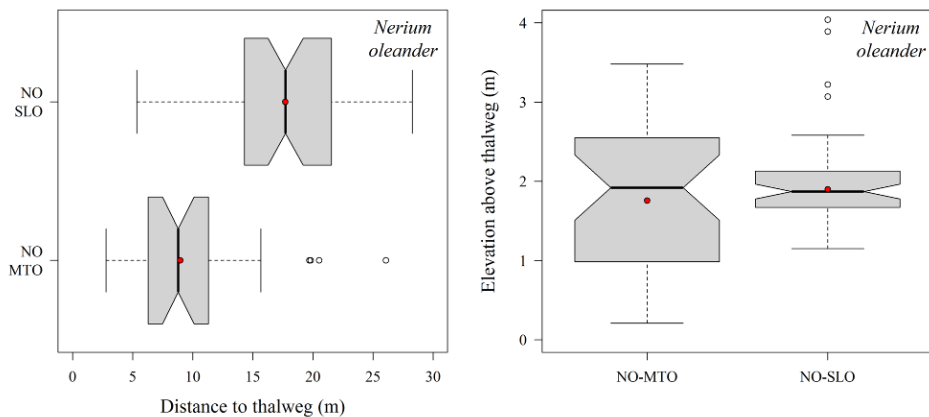 Nerium
oleander
NO
SLO
NO
MTO
0 5 10 15 20 25 30
Distance to thalweg (m)
Nerium
oleander
4
3
2
1
0
Elevation above thalweg (m)
NO-MTO NO-SLO